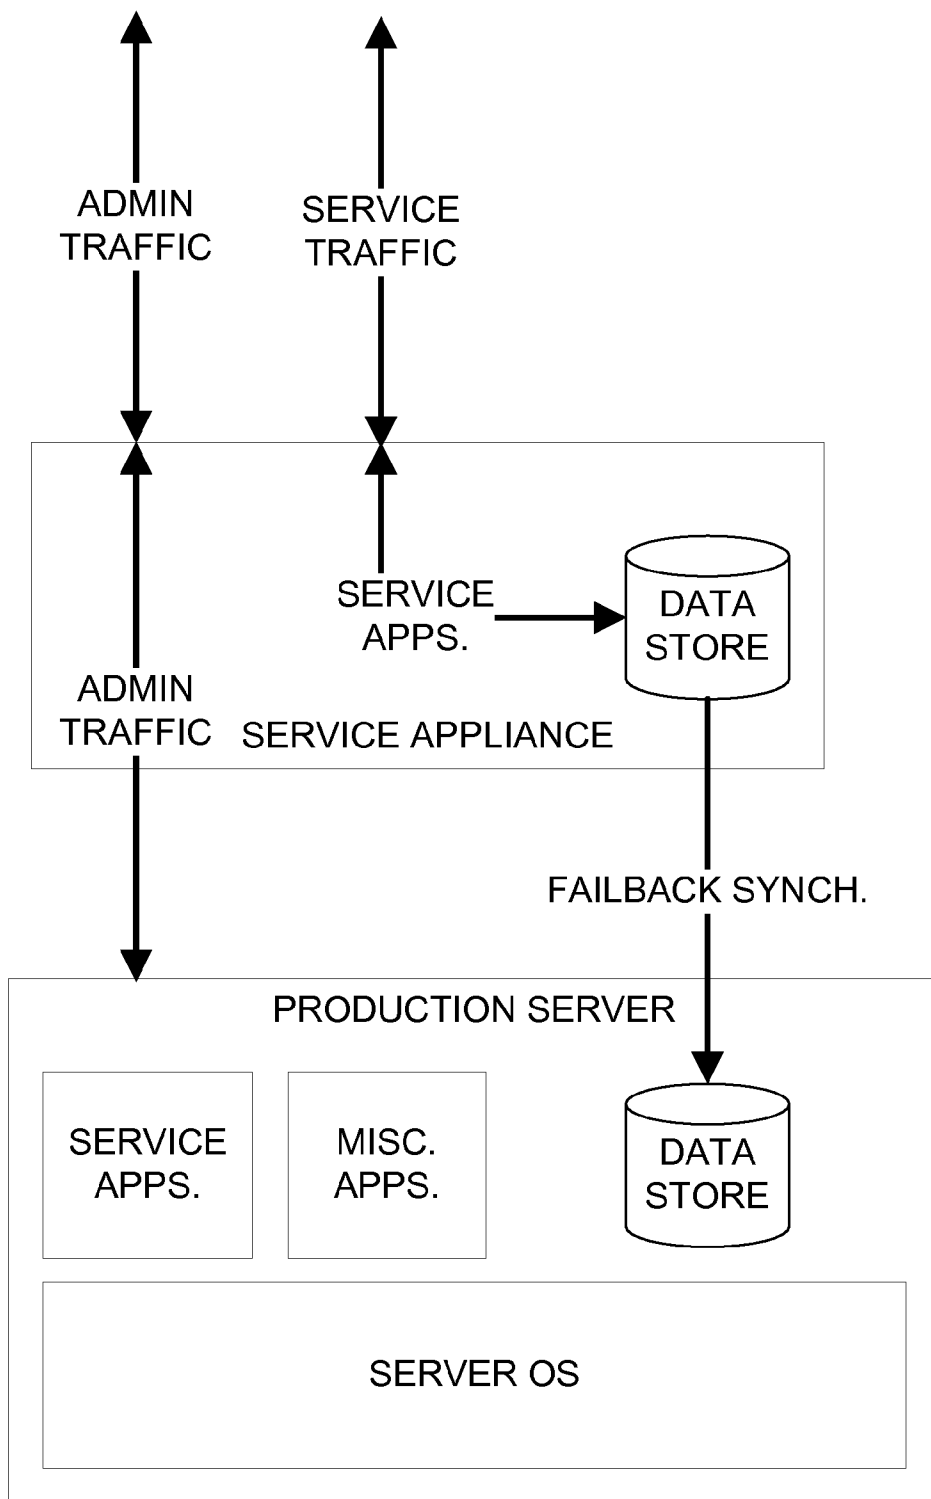 ADMIN
TRAFFIC
SERVICE
TRAFFIC
SERVICE
APPS.
DATA
STORE
ADMIN
TRAFFIC
SERVICE APPLIANCE
FAILBACK SYNCH.
PRODUCTION SERVER
SERVICE
APPS.
MISC.
APPS.
DATA
STORE
SERVER OS